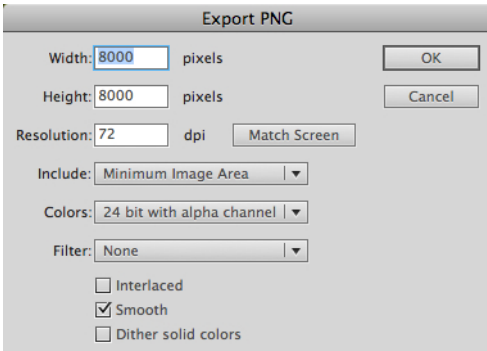 Export PNG
Width: 8000 pixels OK
Height: 8000 pixels Cancel
Resolution: 72 dpi Match Screen
Include: Minimum Image Area
Colors: 24 bit with alpha channel
Filter: None
Interlaced
Smooth
Dither solid colors